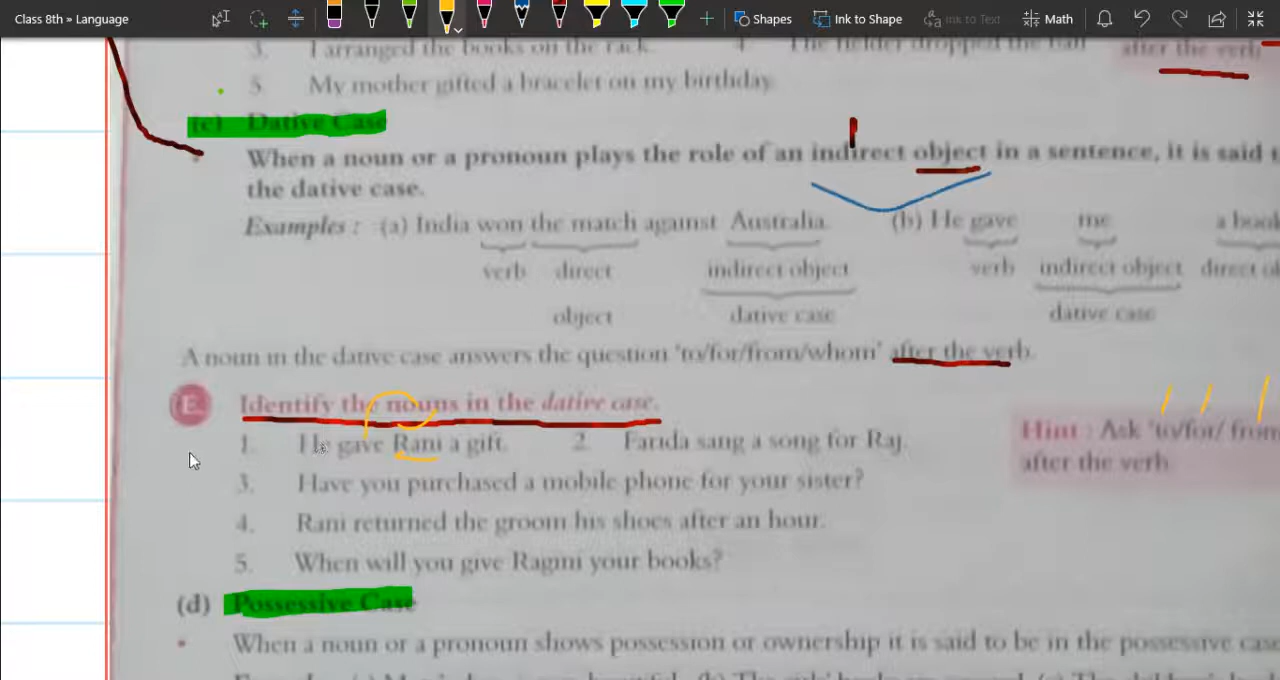 Class 8th » Language
Shapes Ink to Shape Ink to Text Math
3. I arranged the books on the rack. 4 The fielder dropped the ball after the verb
5. My mother gifted a bracelet on my birthday.
(c) Dative Case
When a noun or a pronoun plays the role of an indirect object in a sentence, it is said
the dative case.
Examples : (a) India won the match against Australia. (b) He gave me a book
verb direct indirect object verb indirect object direct
object dative case dative case
A noun in the dative case answers the question 'to/for/from/whom' after the verb.
E. Identify the nouns in the dative case.
1. He gave Rani a gift. 2. Farida sang a song for Raj.
Hint : Ask 'to/for/ from
after the verb
3. Have you purchased a mobile phone for your sister?
4. Rani returned the groom his shoes after an hour.
5. When will you give Ragini your books?
(d) Possessive Case
• When a noun or a pronoun shows possession or ownership it is said to be in the possessive case